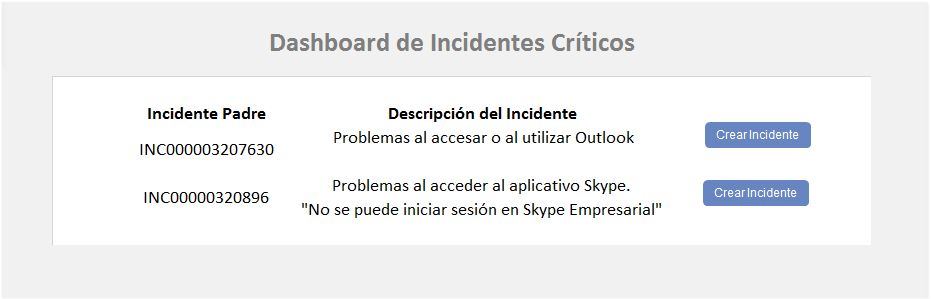 Dashboard de Incidentes Críticos
Incidente Padre
Descripción del Incidente
Problemas al accesar o al utilizar Outlook
INC000003207630
Crear Incidente
Problemas al acceder al aplicativo Skype.
INC00000320896
"No se puede iniciar sesión en Skype Empresarial"
Crear Incidente